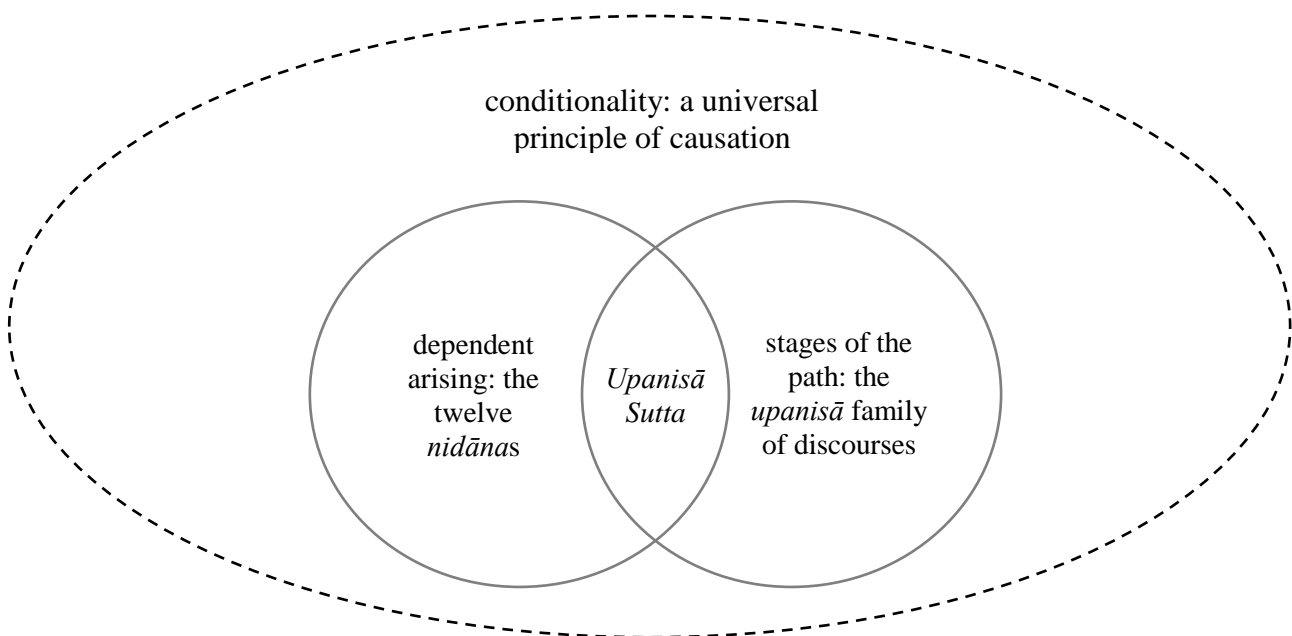 conditionality: a universal
principle of causation
dependent
arising: the
twelve
nidānas
Upanisā
Sutta
stages of the
path: the
upanisā family
of discourses